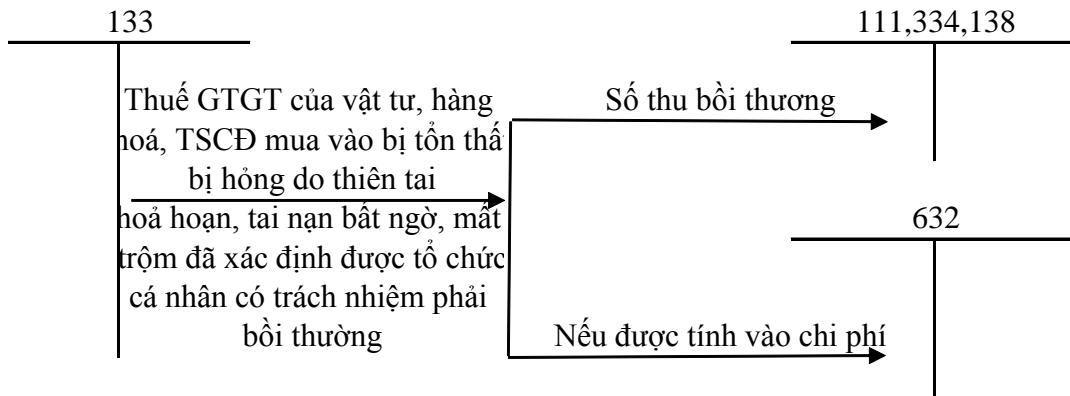 133
111,334,138
Thuế GTGT của vật tư, hàng
hoá, TSCĐ mua vào bị tổn thất
bị hỏng do thiên tai
hoả hoạn, tai nạn bất ngờ, mất
trộm đã xác định được tổ chức
cá nhân có trách nhiệm phải
bồi thường
Số thu bồi thương
632
Nếu được tính vào chi phí